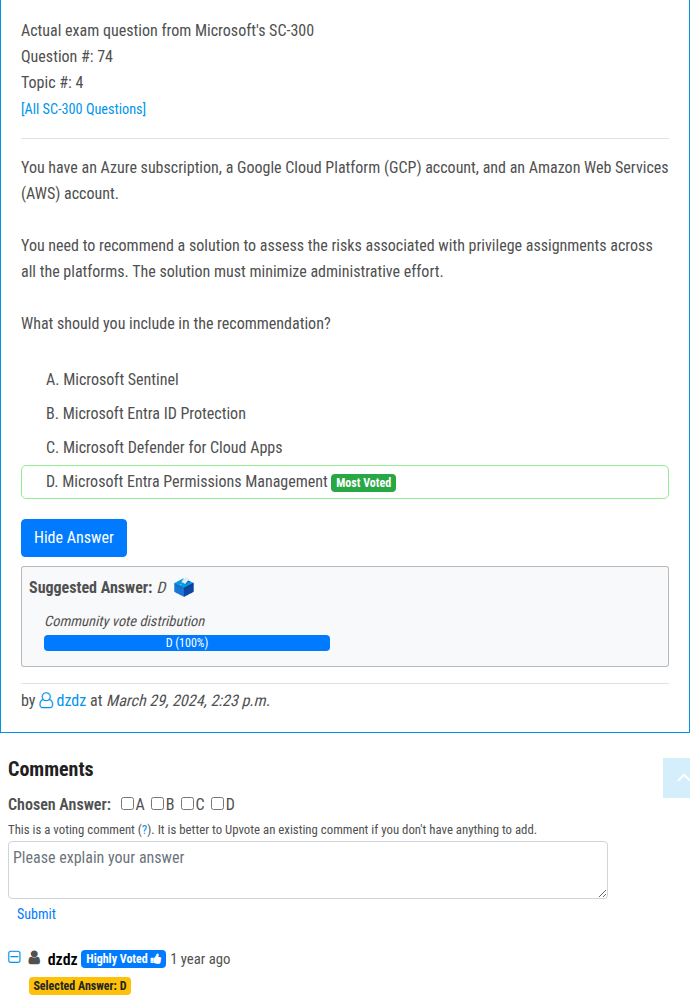 Actual exam question from Microsoft's SC-300
Question #: 74
Topic #: 4
[All SC-300 Questions]
You have an Azure subscription, a Google Cloud Platform (GCP) account, and an Amazon Web Services
(AWS) account.
You need to recommend a solution to assess the risks associated with privilege assignments across
all the platforms. The solution must minimize administrative effort.
What should you include in the recommendation?
A. Microsoft Sentinel
B. Microsoft Entra ID Protection
C. Microsoft Defender for Cloud Apps
D. Microsoft Entra Permissions Management Most Voted
Hide Answer
Suggested Answer: D
Community vote distribution
D (100%)
by dzdz at March 29, 2024, 2:23 p.m.
Comments
Chosen Answer: A B C D
This is a voting comment (?). It is better to Upvote an existing comment if you don't have anything to add.
Please explain your answer
Submit
dzdz Highly Voted 1 year ago
Selected Answer: D